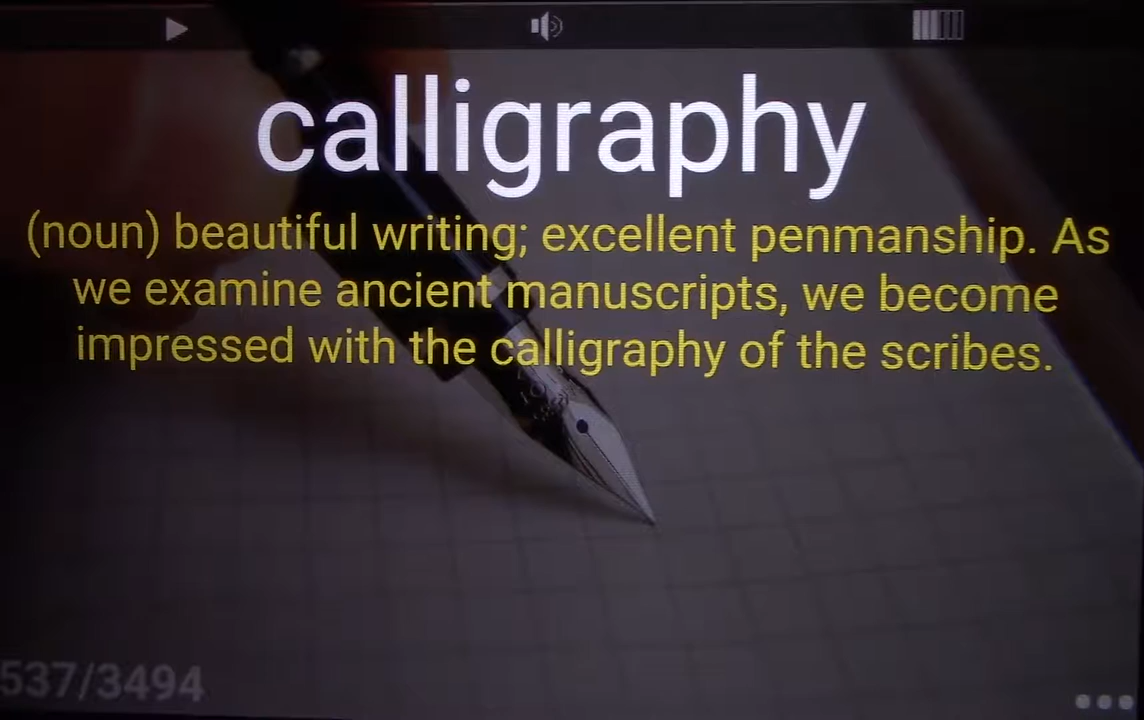 calligraphy
(noun) beautiful writing; excellent penmanship. As
we examine ancient manuscripts, we become
impressed with the calligraphy of the scribes.
537/3494